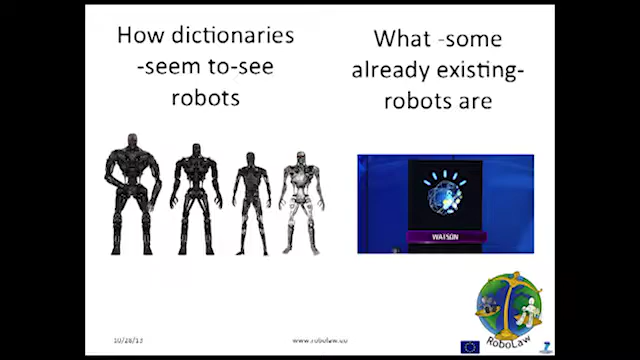 How dictionaries
-seem to-see
robots
What -some
already existing-
robots are
WATSON
RoboLaw
10/28/13
www.robolaw.eu